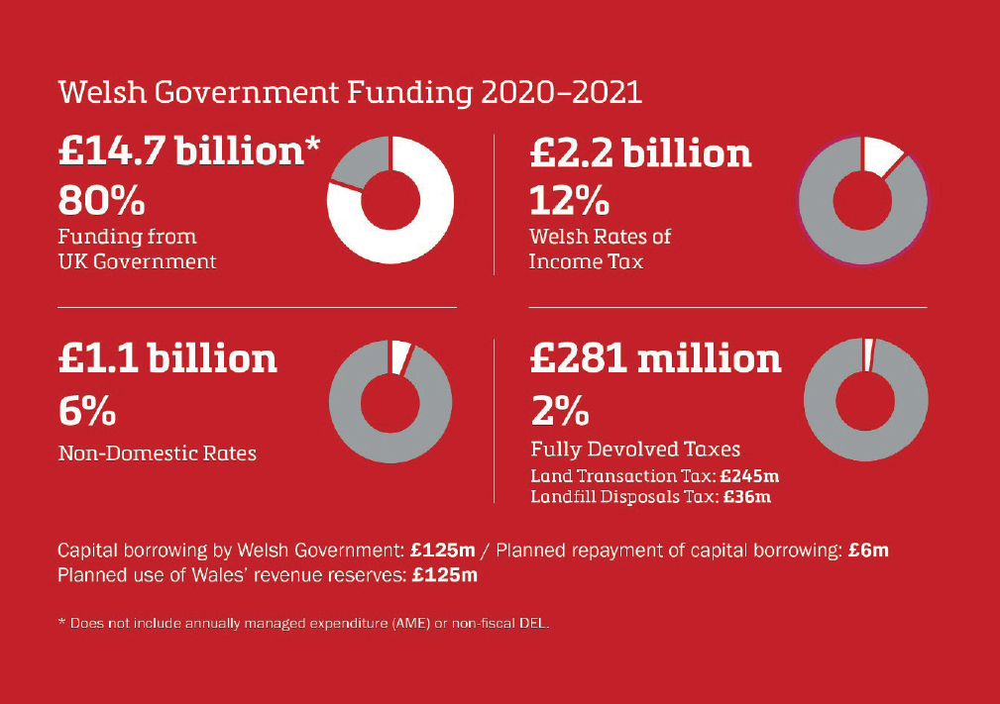 Welsh Government Funding 2020–2021
£14.7 billion*
80%
Funding from
UK Government
£2.2 billion
12%
Welsh Rates of
Income Tax
£1.1 billion
6%
Non-Domestic Rates
£281 million
2%
Fully Devolved Taxes
Land Transaction Tax: £245m
Landfill Disposals Tax: £36m
Capital borrowing by Welsh Government: £125m / Planned repayment of capital borrowing: £6m
Planned use of Wales' revenue reserves: £125m
* Does not include annually managed expenditure (AME) or non-fiscal DEL.